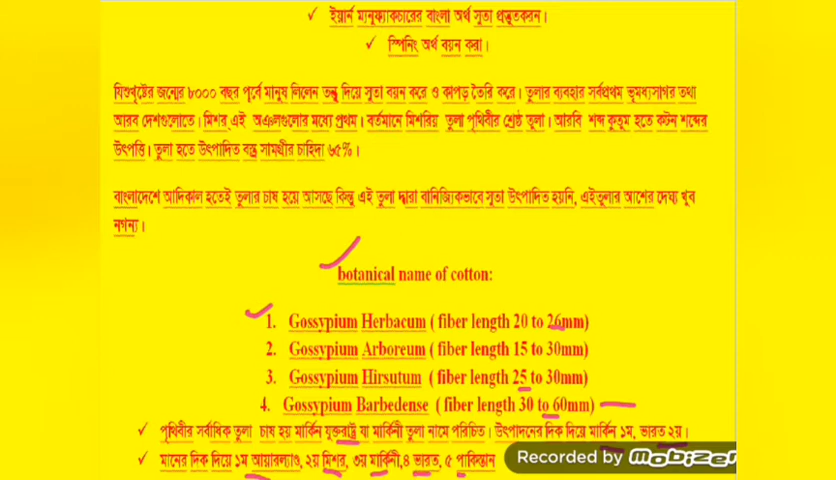 ইয়ার্ন ম্যনুফ্যাকচারের বাংলা অর্থ সুতা প্রস্তুতকরন।
স্পিনিং অর্থ বয়ন করা।
যিশুখৃষ্টের জন্মের ৮০০০ বছর পূর্বে মানুষ লিলেন তন্তু দিয়ে সুতা বয়ন করে ও কাপড় তৈরি করে। তুলার ব্যবহার সর্বপ্রথম ভূমধ্যসাগর তথা
আরব দেশগুলোতে। মিশর,এই অঞলগুলোর মধ্যে প্রথম। বর্তমানে মিশরিয় তুলা পৃথিবীর শ্রেষ্ঠ তুলা। আরবি শব্দ কুতুম হতে কটন শব্দের
উৎপত্তি। তুলা হতে উৎপাদিত বস্ত্র সামগ্রীর চাহিদা ৬৫%।
বাংলাদেশে আদিকাল হতেই তুলার চাষ হয়ে আসছে কিন্তু এই তুলা দ্বারা বানিজ্যিকভাবে সুতা উৎপাদিত হয়নি, এইতুলার আশের দেঘ্য খুব
নগন্য।
botanical name of cotton:
1. Gossypium Herbacum ( fiber length 20 to 26mm)
2. Gossypium Arboreum ( fiber length 15 to 30mm)
3. Gossypium Hirsutum ( fiber length 25 to 30mm)
4. Gossypium Barbedense ( fiber length 30 to 60mm)
পৃথিবীর সর্বাধিক তুলা চাষ হয় মার্কিন যুক্তরাষ্ট্র যা মার্কিনী তুলা নামে পরিচিত। উৎপাদনের দিক দিয়ে মার্কিন ১ম, ভারত ২য়।
মানের দিক দিয়ে ১ম আয়ারল্যাণ্ড, ২য় মিশর, ৩য় মার্কিনী,৪ ভারত, ৫ পাকিস্তান
Recorded by Mobizen